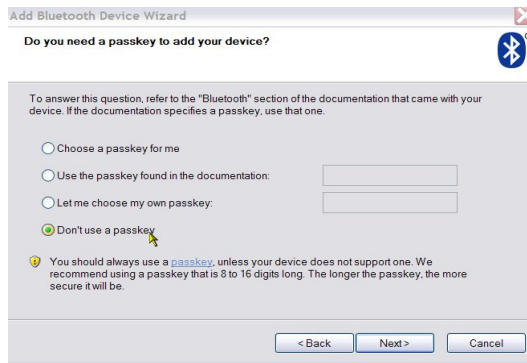 Add Bluetooth Device Wizard
Do you need a passkey to add your device?
To answer this question, refer to the "Bluetooth" section of the documentation that came with your
device. If the documentation specifies a passkey, use that one.
Choose a passkey for me
Use the passkey found in the documentation:
Let me choose my own passkey:
Don't use a passkey
You should always use a passkey, unless your device does not support one. We
recommend using a passkey that is 8 to 16 digits long. The longer the passkey, the more
secure it will be.
< Back
Next >
Cancel